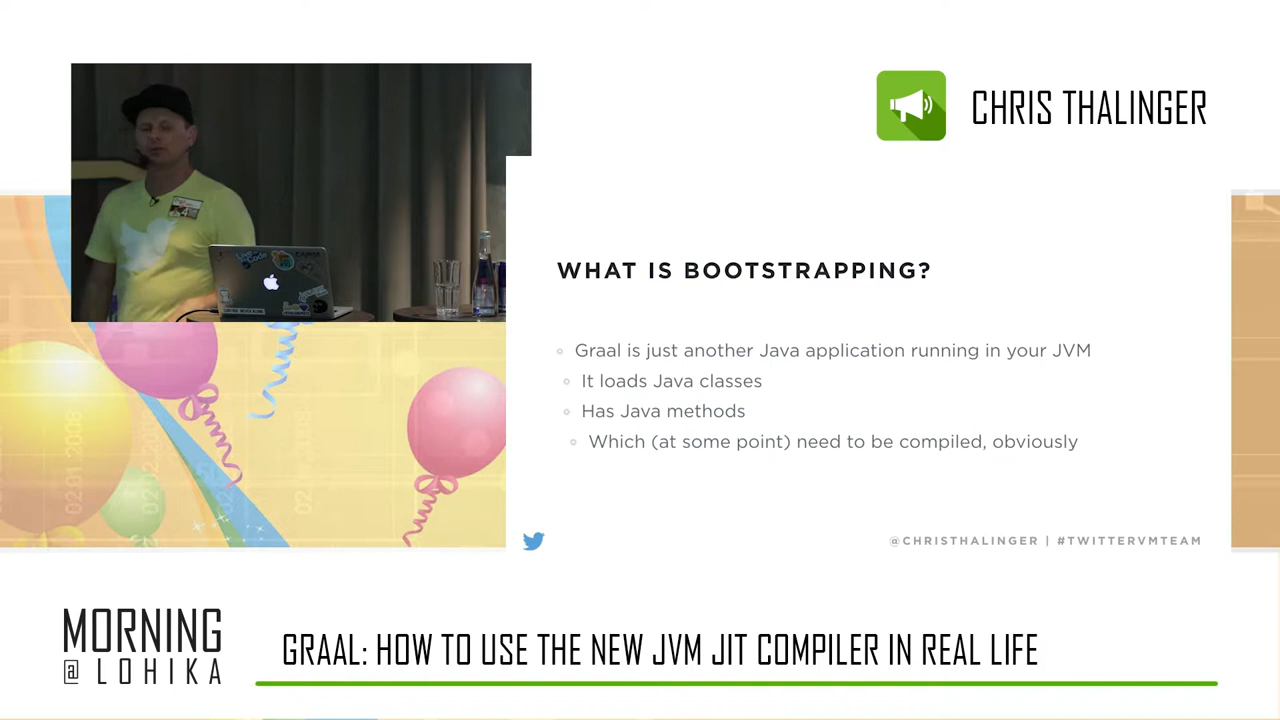 CHRIS THALINGER
WHAT IS BOOTSTRAPPING?
Graal is just another Java application running in your JVM
It loads Java classes
Has Java methods
Which (at some point) need to be compiled, obviously
@CHRISTHALINGER | #TWITTERVMTEAM
MORNING
@ LOHIKA
GRAAL: HOW TO USE THE NEW JVM JIT COMPILER IN REAL LIFE